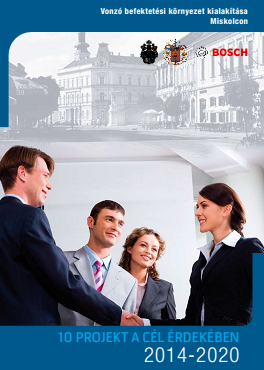 Vonzó befektetési környezet kialakítása
Miskolcon
BOSCH
10 PROJEKT A CÉL ÉRDEKÉBEN
2014-2020